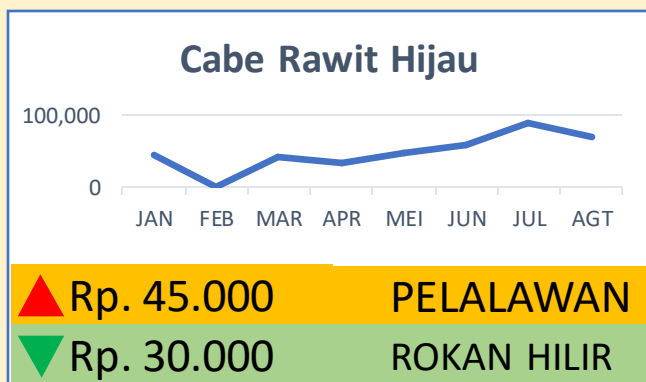 Cabe Rawit Hijau
100,000
0
JAN FEB MAR APR MEI JUN JUL AGT
Rp. 45.000 PELALAWAN
Rp. 30.000 ROKAN HILIR